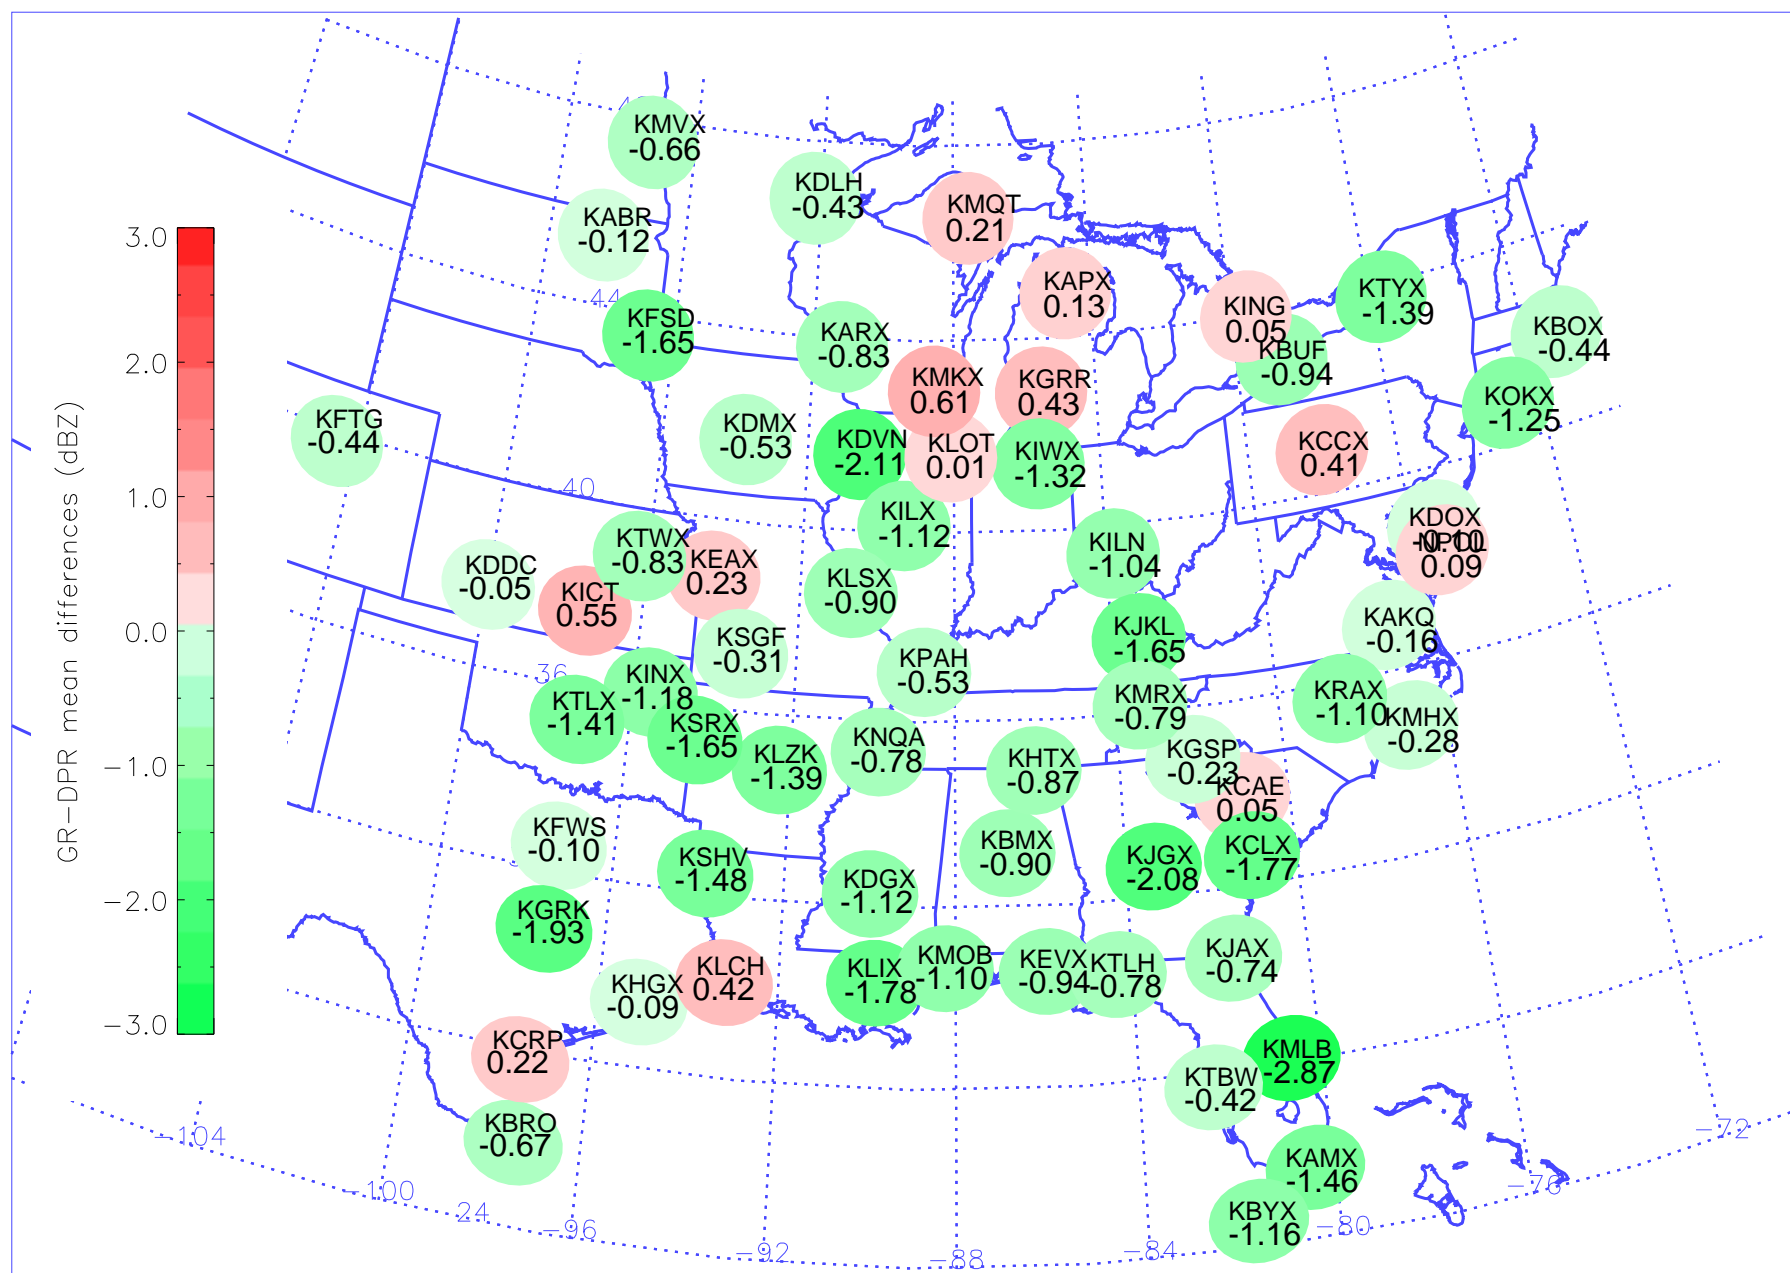 KMVX
-0.66
KDLH
-0.43
KMQT
0.21
KABR
-0.12
3.0
KAPX
0.13
KING
0.05
KTYX
-1.39
44
KFSD
-1.65
KARX
-0.83
KBOX
-0.44
KBUF
-0.94
2.0
KMKX
0.61
KGRR
0.43
KOKX
-1.25
KFTG
-0.44
KDMX
-0.53
KDVN
-2.11
KLOT
0.01
KIWX
-1.32
KCCX
0.41
40
1.0
KILX
-1.12
KDOX
-0.10
NPOL
0.09
KTWX
-0.83
KEAX
0.23
KILN
-1.04
KDDC
-0.05
KICT
0.55
KLSX
-0.90
KAKQ
-0.16
0.0
GR-DPR mean differences (dBZ)
KSGF
-0.31
KPAH
-0.53
KJKL
-1.65
36
KINX
-1.18
KTLX
-1.41
KMRX
-0.79
KRAX
-1.10
KMHX
-0.28
KSRX
-1.65
KLZK
-1.39
KNQA
-0.78
KHTX
-0.87
KGSP
-0.23
KCAE
0.05
-1.0
KFWS
-0.10
KSHV
-1.48
KBMX
-0.90
KJGX
-2.08
KCLX
-1.77
KDGX
-1.12
-2.0
KGRK
-1.93
KLCH
0.42
KLIX
-1.78
KMOB
-1.10
KEVX
-0.94
KTLH
-0.78
KJAX
-0.74
KHGX
-0.09
-3.0
KCRP
0.22
KMLB
-2.87
KTBW
-0.42
KBRO
-0.67
-104
-72
KAMX
-1.46
-100
-76
24
KBYX
-1.16
-96
-92
-88
-84
-80